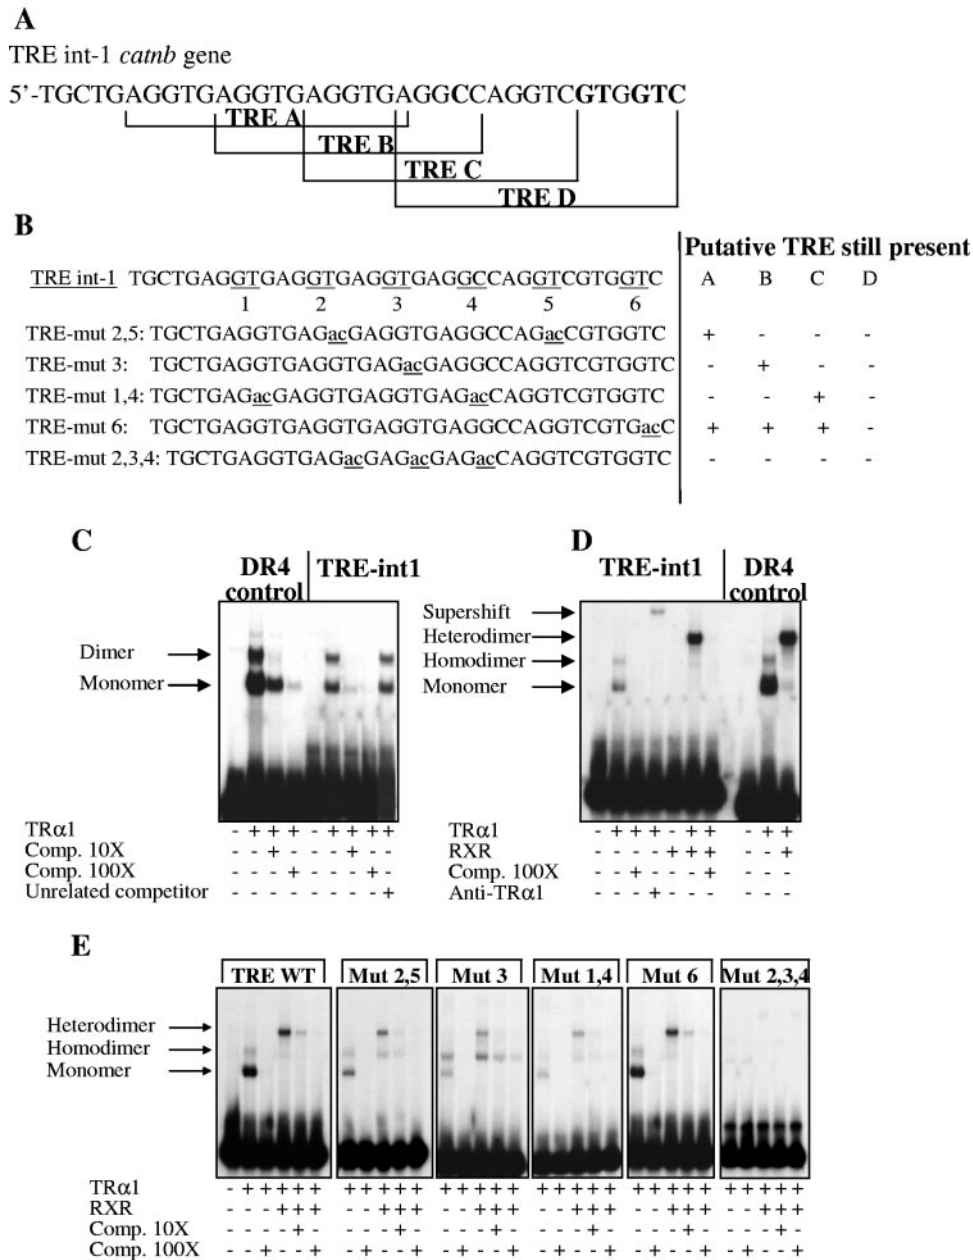 A
TRE int-1 catnb gene
5'-TGCTGAGGTGAGGTGAGGTGAGGCCAGGTCGTGGTC
TRE A
TRE B
TRE C
TRE D
B
Putative TRE still present
TRE int-1 TGCTGAGGTGAGGTGAGGTGAGGCCAGGTCGTGGTC A B C D
1 2 3 4 5 6
TRE-mut 2,5: TGCTGAGGTGAGacGAGGTGAGGCCAGacCGTGGTC + - - -
TRE-mut 3: TGCTGAGGTGAGGTGAGacGAGGCCAGGTCGTGGTC - + - -
TRE-mut 1,4: TGCTGAGacGAGGTGAGGTGAGacCAGGTCGTGGTC - - + -
TRE-mut 6: TGCTGAGGTGAGGTGAGGTGAGGCCAGGTCGTGacC + + + -
TRE-mut 2,3,4: TGCTGAGGTGAGacGAGacGAGacCAGGTCGTGGTC - - - -
C
DR4 control TRE-int1
Dimer
Monomer
TRα1 - + + + - + + + +
Comp. 10X - - + - - - + - -
Comp. 100X - - - + - - - + -
Unrelated competitor - - - - - - - - +
D
TRE-int1 DR4 control
Supershift
Heterodimer
Homodimer
Monomer
TRα1 - + + + - + + - + +
RXR - - - - + + + - - +
Comp. 100X - - + - - - + - - -
Anti-TRα1 - - - + - - - - - -
E
TRE WT Mut 2,5 Mut 3 Mut 1,4 Mut 6 Mut 2,3,4
Heterodimer
Homodimer
Monomer
TRα1 - + + + + + + + + + + + + + + + + + + + + + + + + + + + + + +
RXR - - - + + + - - + + + - - + + + - - + + + - - + + + - - + + +
Comp. 10X - - - - + - - - - + - - - - + - - - - + - - - - + - - - - + -
Comp. 100X - - + - - + - + - - + - + - - + - + - - + - + - - + - + - - +